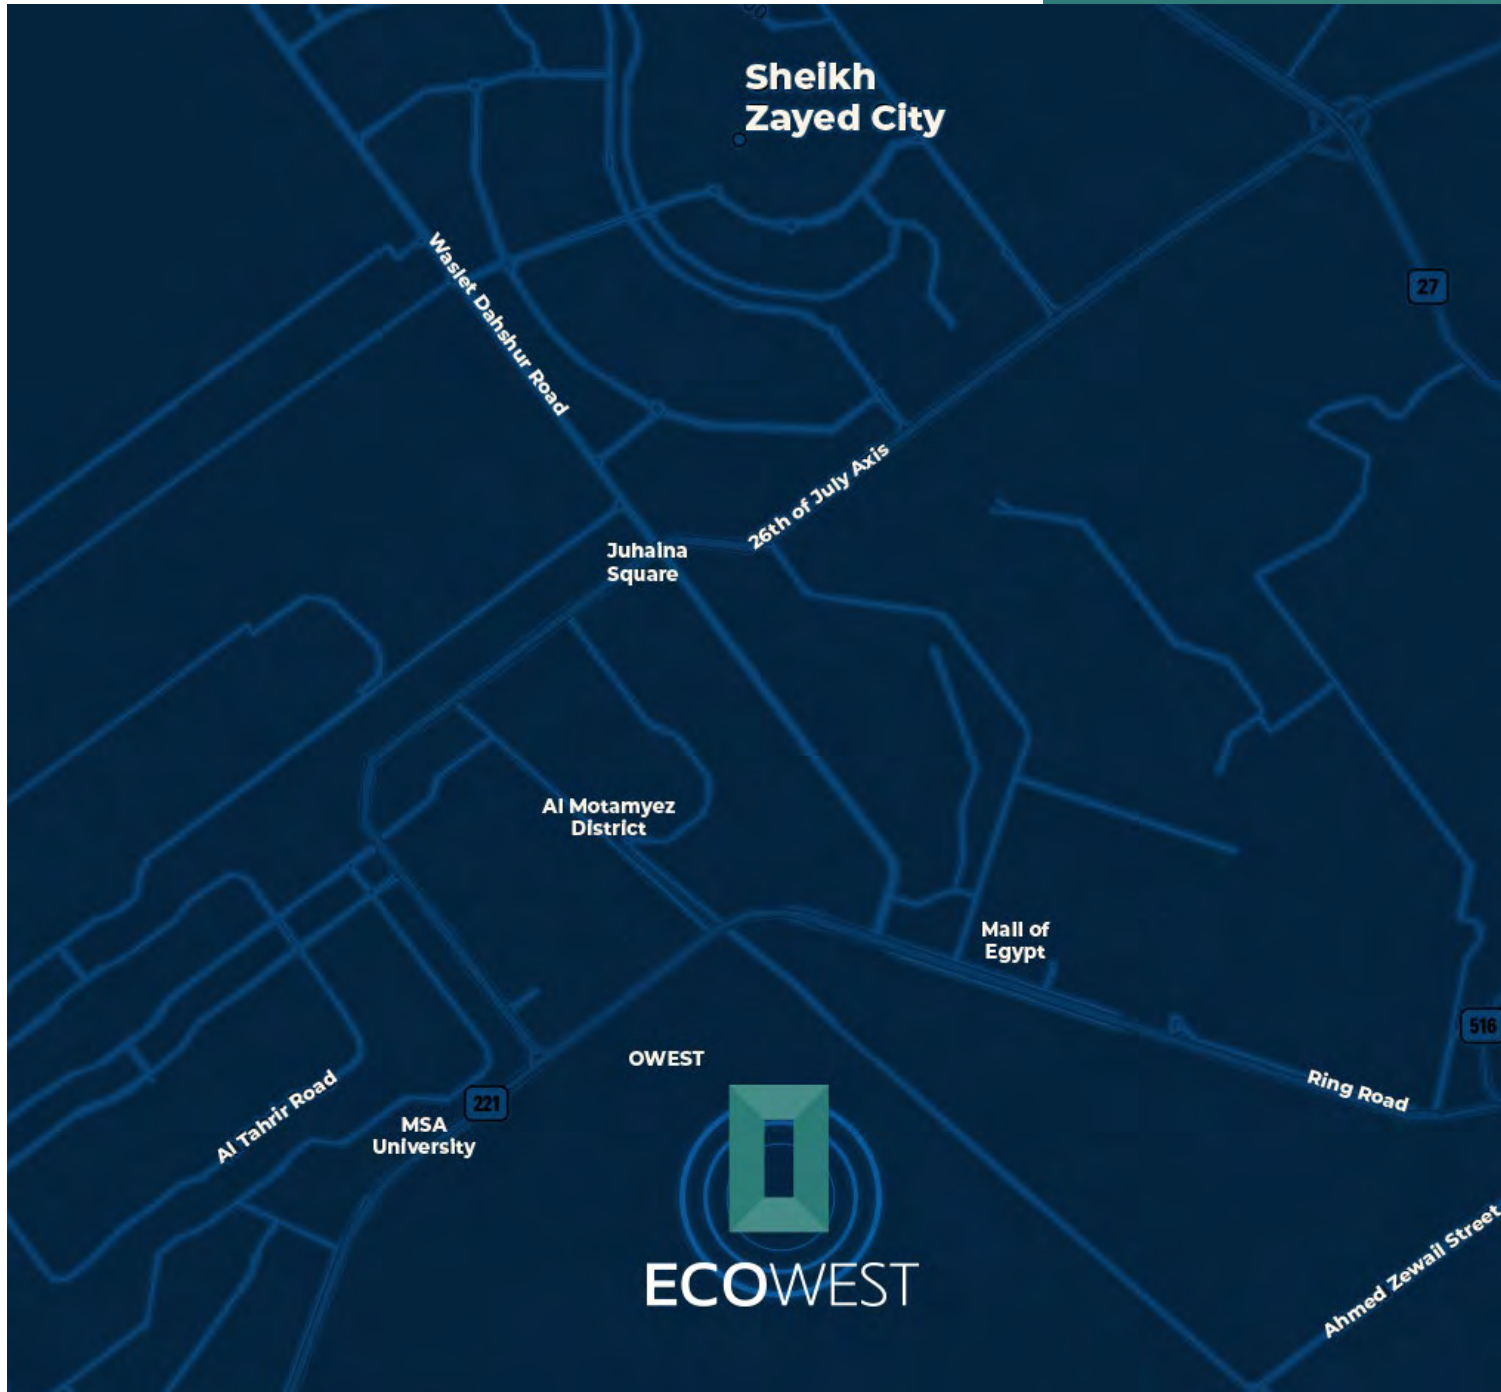 Sheikh
Zayed City
27
Waslet Dahshur Road
26th of July Axis
Juhaina
Square
Al Motamyez
District
Mall of
Egypt
516
OWEST
Ring Road
Al Tahrir Road
221
MSA
University
ECOWEST
Ahmed Zewail Street